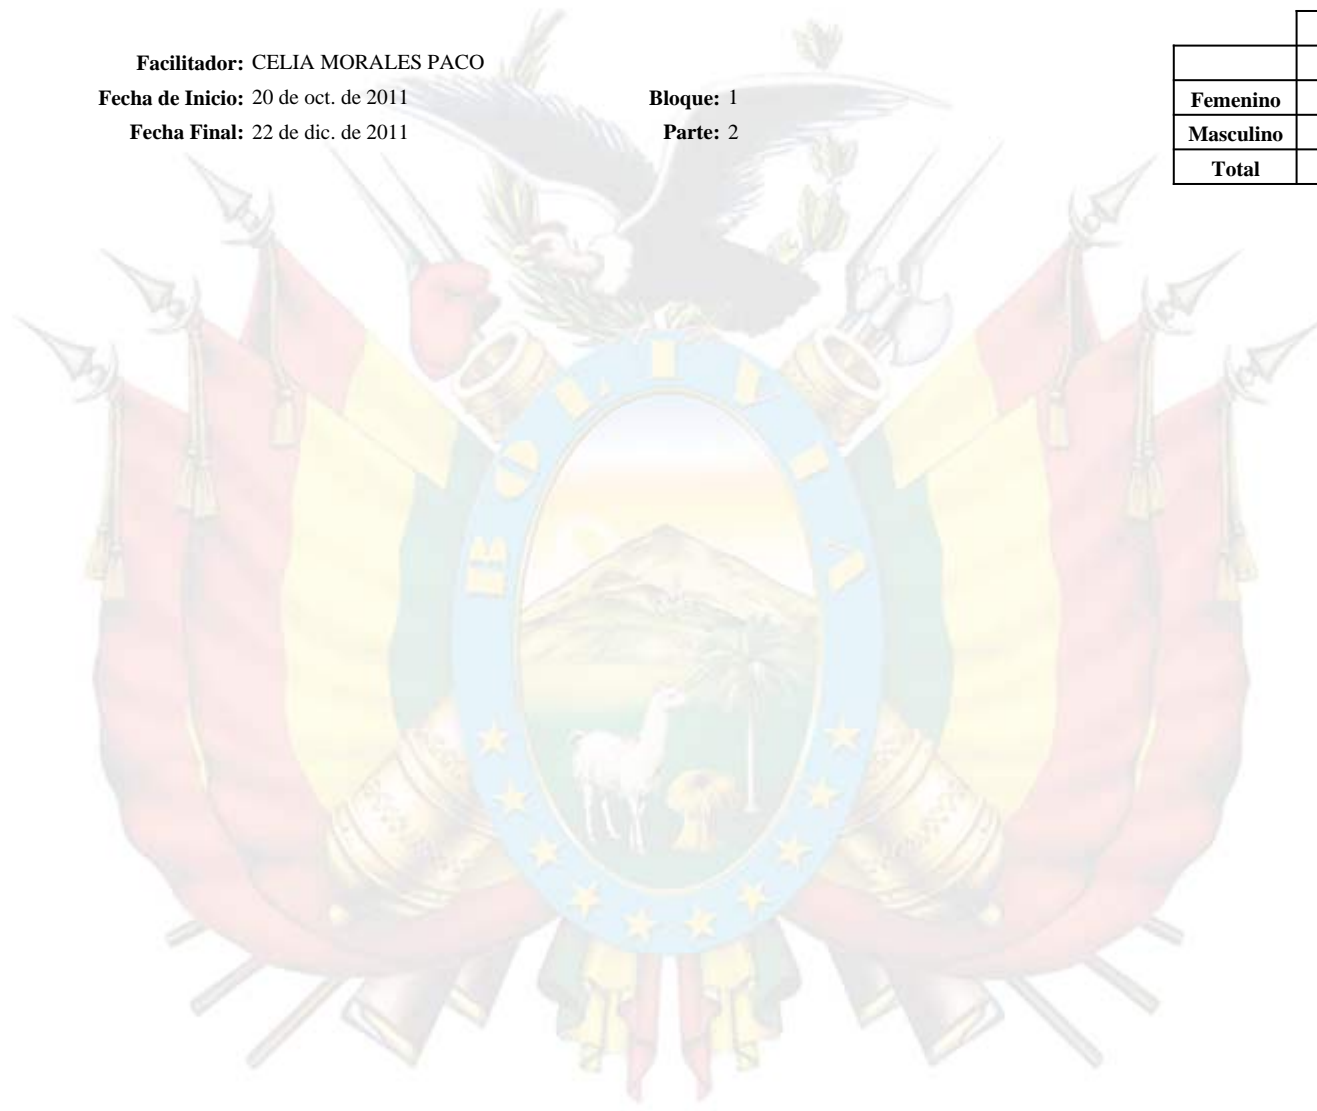 Facilitador: CELIA MORALES PACO
Fecha de Inicio: 20 de oct. de 2011 Bloque: 1
Fecha Final: 22 de dic. de 2011 Parte: 2
Femenino
Masculino
Total
BOLIVIA